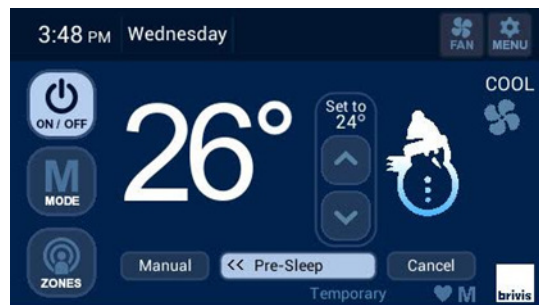 3:48 PM Wednesday
FAN
MENU
COOL
ON / OFF
26°
Set to
24°
M
MODE
ZONES
Manual << Pre-Sleep Cancel
Temporary M
brivis